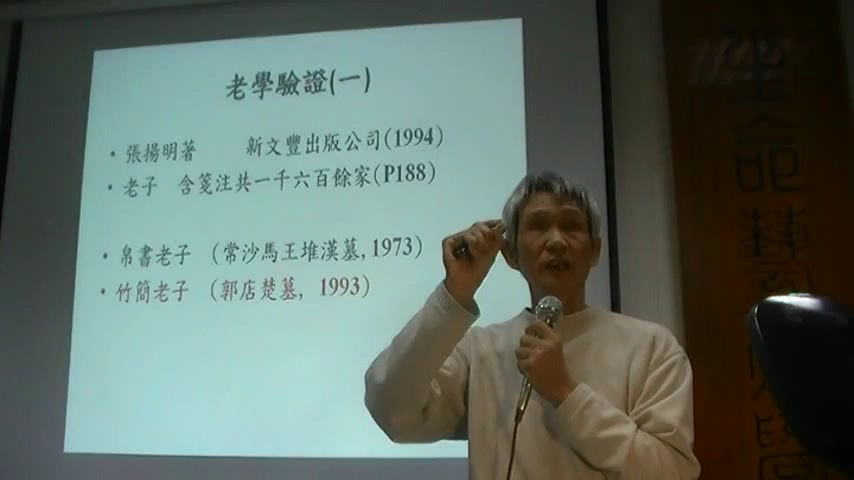 老學驗證(一)
• 張揚明著 新文豐出版公司(1994)
• 老子 含箋注共一千六百餘家(P188)
• 帛書老子 (常沙馬王堆漢墓,1973)
• 竹簡老子 (郭店楚墓, 1993)